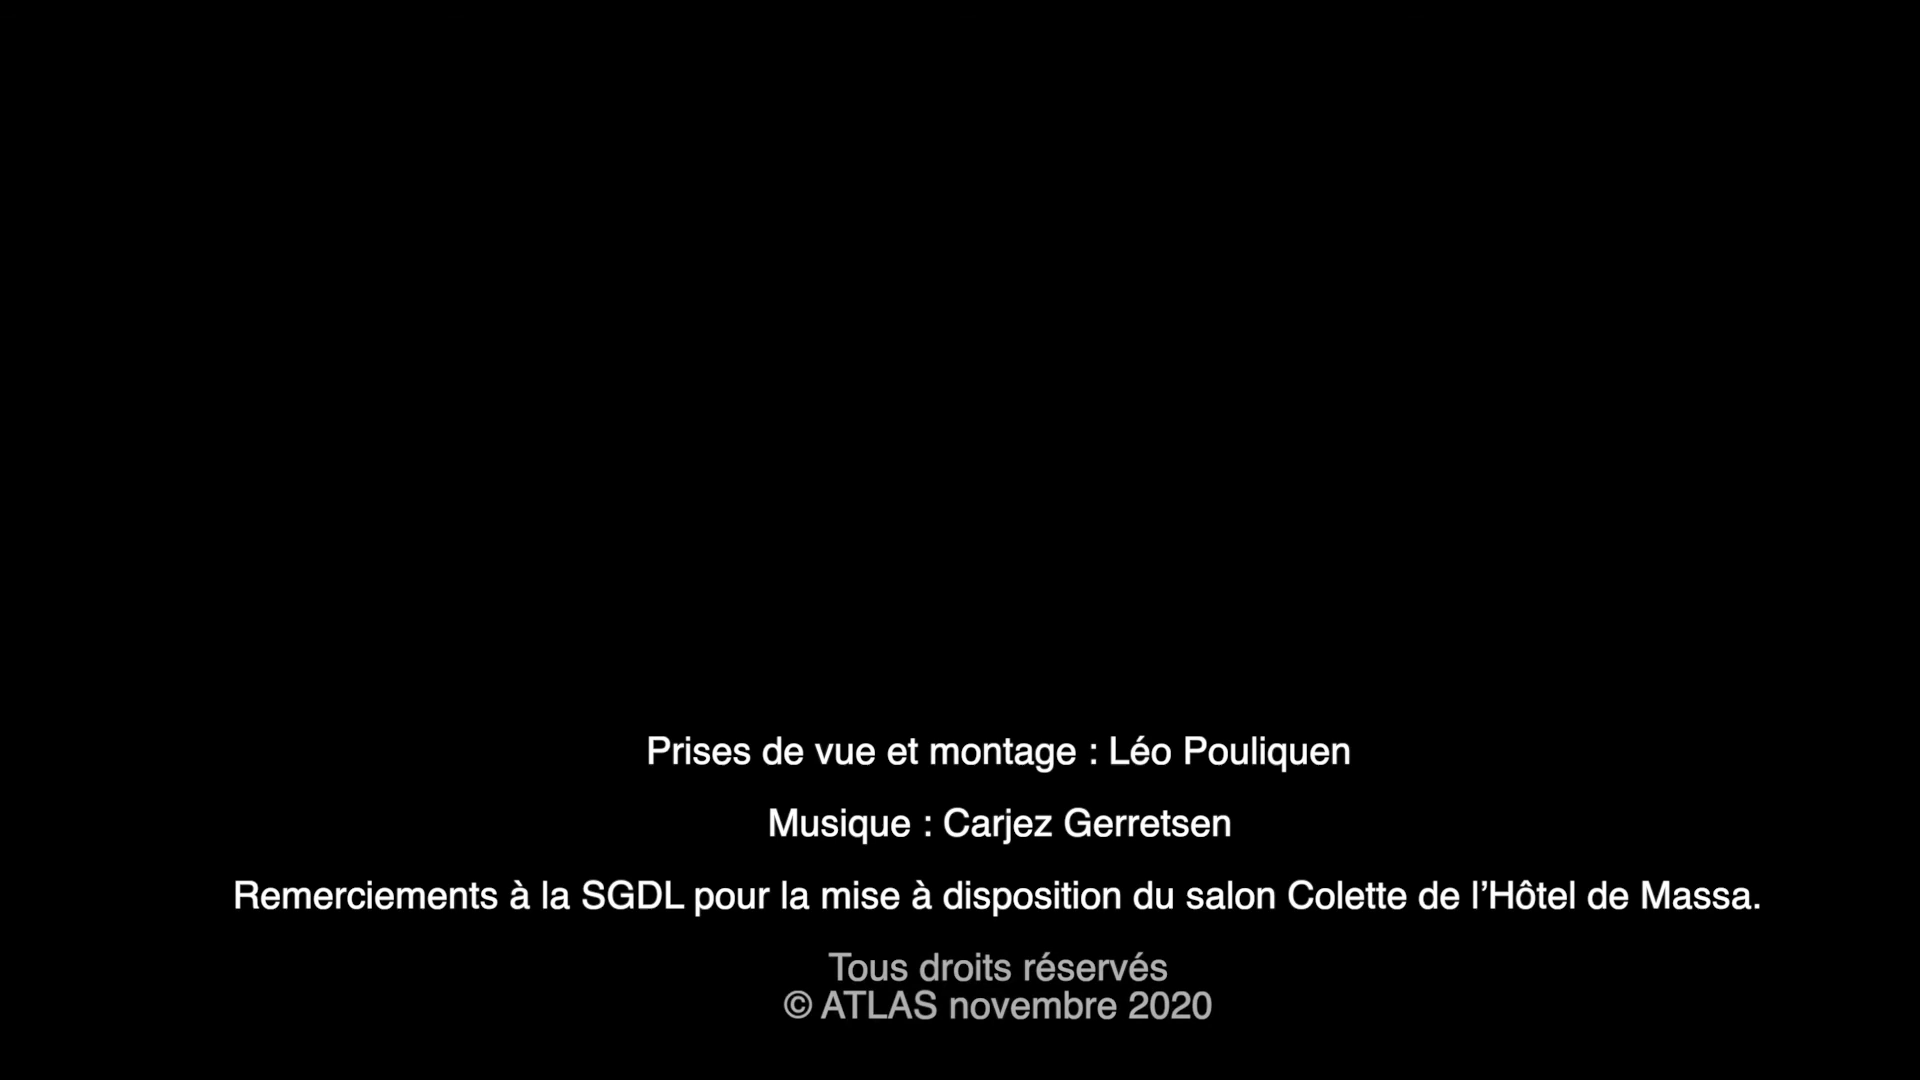 Prises de vue et montage : Léo Pouliquen
Musique : Carjez Gerretsen
Remerciements à la SGDL pour la mise à disposition du salon Colette de l’Hôtel de Massa.
Tous droits réservés
© ATLAS novembre 2020